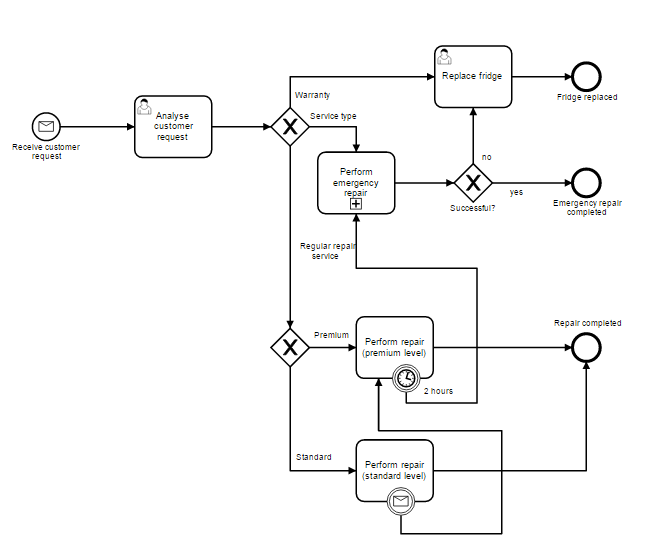 Replace fridge
Fridge replaced
Warranty
Service type
Analyse
customer
request
Receive customer
request
no
Perform
emergency
repair
yes
Successful?
Emergency repair
completed
Regular repair
service
Repair completed
Premium
Perform repair
(premium level)
2 hours
Standard
Perform repair
(standard level)